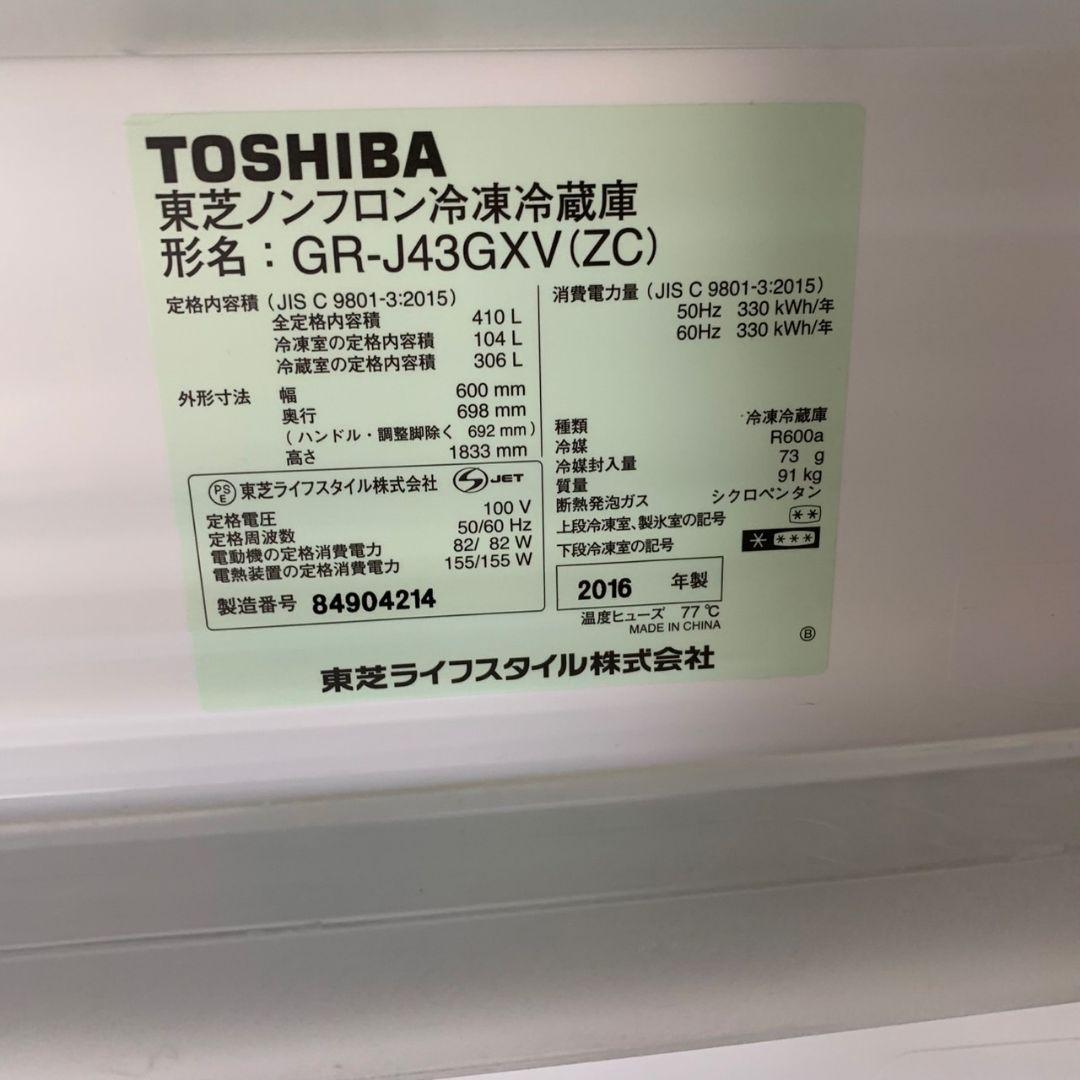 TOSHIBA
東芝ノンフロン冷凍冷蔵庫
形名：GR-J43GXV(ZC)
定格内容積（JIS C 9801-3:2015）
全定格内容積 410 L
冷凍室の定格内容積 104 L
冷蔵室の定格内容積 306 L
外形寸法 幅 600 mm
奥行 698 mm
（ハンドル・調整脚除く 692 mm）
高さ 1833 mm
PSE 東芝ライフスタイル株式会社 JET
定格電圧 100 V
定格周波数 50/60 Hz
電動機の定格消費電力 82/ 82 W
電熱装置の定格消費電力 155/155 W
製造番号 84904214
消費電力量（JIS C 9801-3:2015）
50Hz 330 kWh/年
60Hz 330 kWh/年
種類 冷凍冷蔵庫
冷媒 R600a
冷媒封入量 73 g
質量 91 kg
断熱発泡ガス シクロペンタン
上段冷凍室、製氷室の記号 **
下段冷凍室の記号 * ***
2016 年製
温度ヒューズ 77℃
MADE IN CHINA
Ⓑ
東芝ライフスタイル株式会社